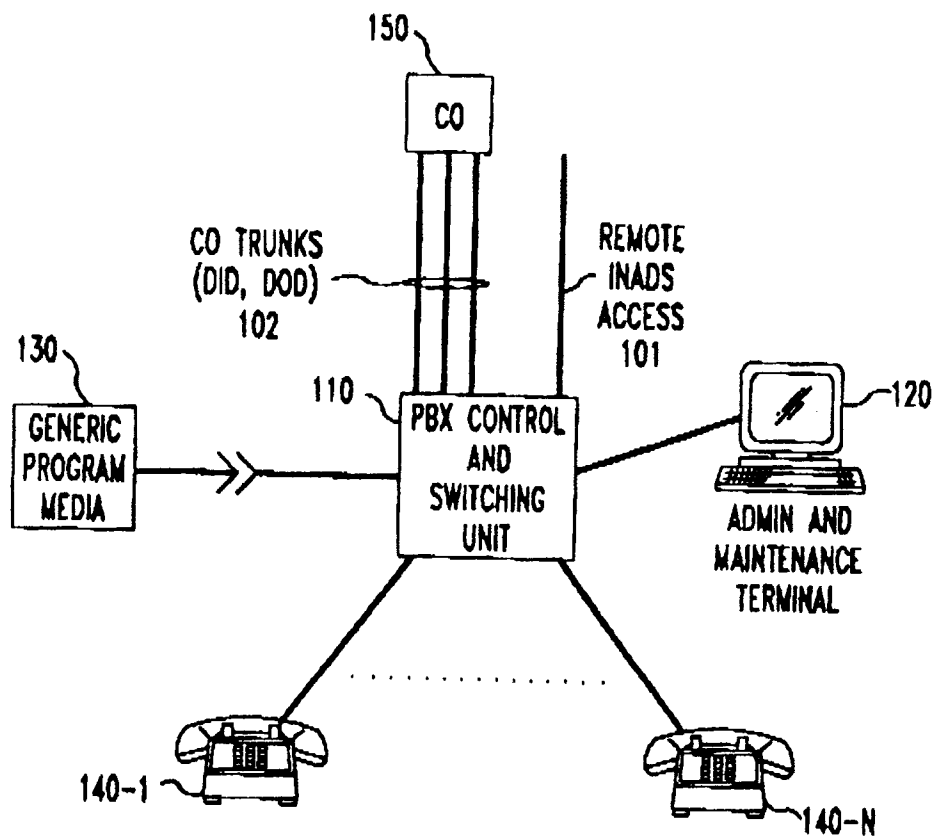 150
CO
CO TRUNKS
(DID, DOD)
102
REMOTE
INADS
ACCESS
101
130
GENERIC
PROGRAM
MEDIA
110
PBX CONTROL
AND
SWITCHING
UNIT
120
ADMIN AND
MAINTENANCE
TERMINAL
140-1
140-N